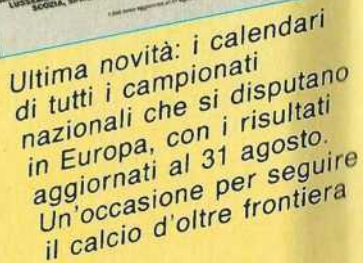 SCOZIA,
Ultima novità: i calendari
di tutti i campionati
nazionali che si disputano
in Europa, con i risultati
aggiornati al 31 agosto.
Un'occasione per seguire
il calcio d'oltre frontiera